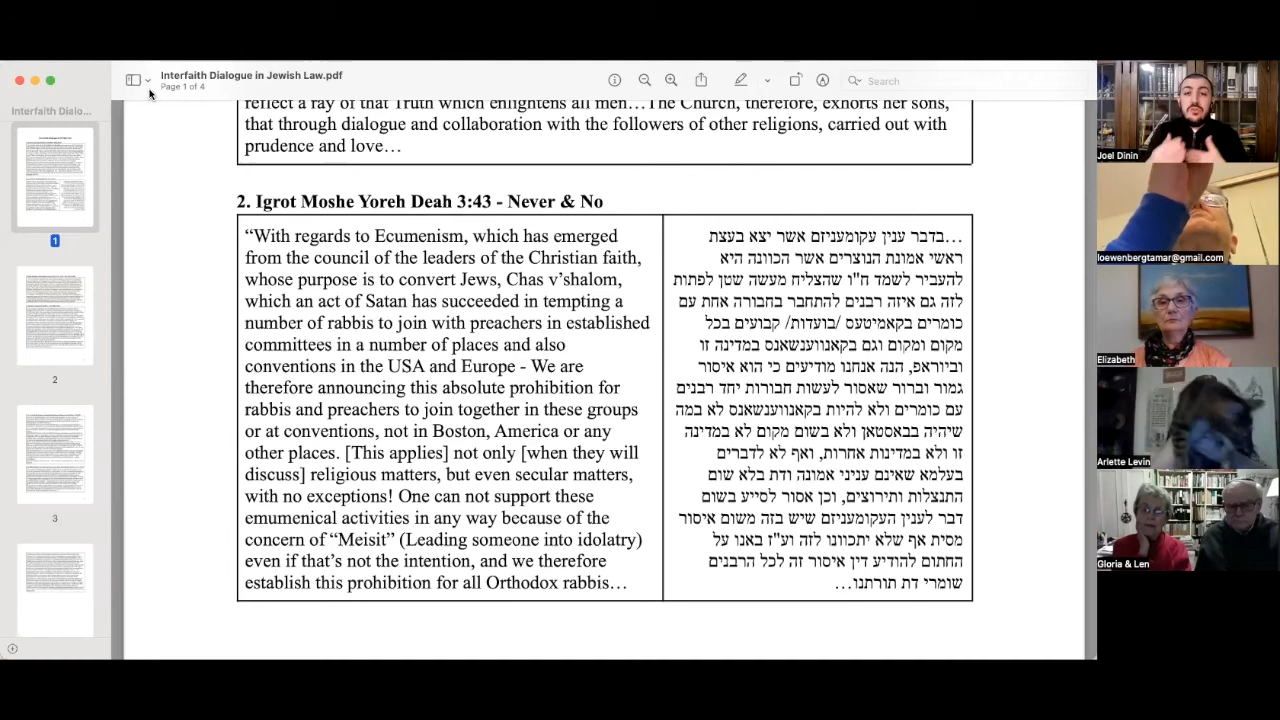 Interfaith Dialogue in Jewish Law.pdf
Page 1 of 4
Search
Interfaith Dialo...
1
2
3
reflect a ray of that Truth which enlightens all men…The Church, therefore, exhorts her sons,
that through dialogue and collaboration with the followers of other religions, carried out with
prudence and love…
2. Igrot Moshe Yoreh Deah 3:43 - Never & No
“With regards to Ecumenism, which has emerged
from the council of the leaders of the Christian faith,
whose purpose is to convert Jews, Chas v’shalom,
which an act of Satan has succeeded in tempting a
number of rabbis to join with preachers in established
committees in a number of places and also
conventions in the USA and Europe - We are
therefore announcing this absolute prohibition for
rabbis and preachers to join together in these groups
or at conventions, not in Boston, America or any
other places. [This applies] not only [when they will
discuss] religious matters, but even secular matters,
with no exceptions! One can not support these
emumenical activities in any way because of the
concern of “Meisit” (Leading someone into idolatry)
even if that’s not the intention and we therefore
establish this prohibition for all Orthodox rabbis…
…בדבר ענין עקומעניזם אשר יצא בעצת
ראשי אמונת הנוצרים אשר הכוונה היא
להעביר לשמד ח"י שהצליח מעשה שטן לפתות
לזה גם איזה רבנים להתחבר בחבורה אחת עם
כומרים בקאמיטעס /בועדות/ קבועים בכל
מקום ומקום וגם בקאנווענשאנס במדינה זו
וביוראפ, הנה אנחנו מודיעים כי הוא איסור
גמור וברור שאסור לעשות חבורות יחד רבנים
עם כומרים ולא להיות בקאנווענשאנס לא במה
שיהיה בבאסטאן ולא בשום מקום לא במדינה
זו ולא במדינות אחרות, ואף לא לדברים
בעלמא שאינם עניני אמונה ודת בלא שום
התנצלות ותירוצים, וכן אסור לסייע בשום
דבר לענין העקומעניזם שיש בזה משום איסור
מסית אף שלא יתכוונו לזה וע"ז באנו על
החתום להודיע דין איסור זה לכל הרבנים
שומרי דת תורתנו…
Joel Dinin
loewenbergtamar@gmail.com
Elizabeth
Arlette Levin
Gloria & Len